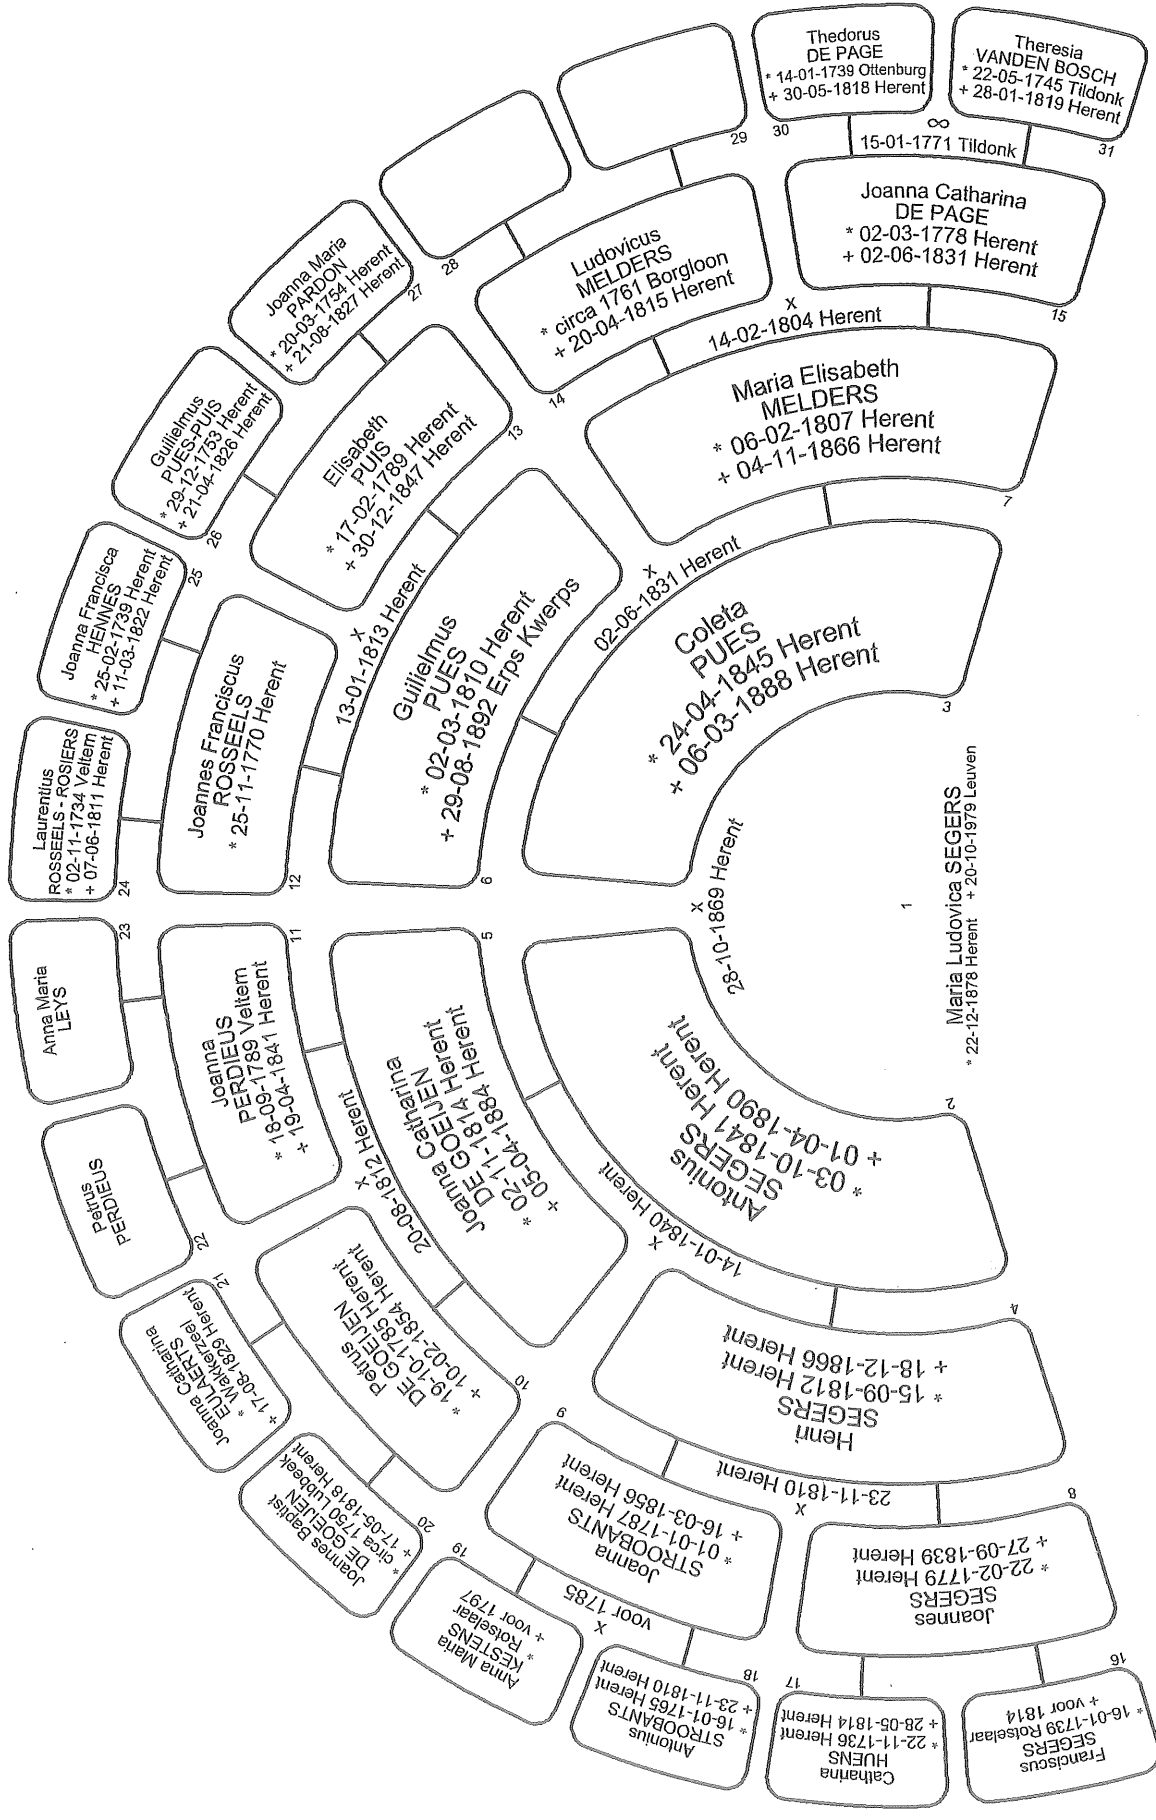 1
Maria Ludovica SEGERS
* 22-12-1878 Herent + 20-10-1979 Leuven
28-10-1869 Herent
X
2
Antonius
SEGERS
* 03-10-1841 Herent
+ 01-04-1890 Herent
3
Coleta
PUES
* 24-04-1845 Herent
+ 06-03-1888 Herent
14-01-1840 Herent
X
4
Henri
SEGERS
* 15-09-1812 Herent
+ 18-12-1866 Herent
5
Joanna Catharina
DE GOEIJEN
* 02-11-1814 Herent
+ 05-04-1884 Herent
X
02-06-1831 Herent
6
Guilielmus
PUES
* 02-03-1810 Herent
+ 29-08-1892 Erps Kwerps
7
Maria Elisabeth
MELDERS
* 06-02-1807 Herent
+ 04-11-1866 Herent
23-11-1810 Herent
X
8
Joannes
SEGERS
* 22-02-1779 Herent
+ 27-09-1839 Herent
9
Joanna
STROOBANTS
* 01-01-1787 Herent
+ 16-03-1856 Herent
X
20-08-1812 Herent
10
Petrus
DE GOEIJEN
* 19-10-1785 Herent
+ 10-02-1854 Herent
11
Joanna
PERDIEUS
* 18-09-1789 Veltem
+ 19-04-1841 Herent
X
13-01-1813 Herent
12
Joannes Franciscus
ROSSEELS
* 25-11-1770 Herent
13
Elisabeth
PUIS
* 17-02-1789 Herent
+ 30-12-1847 Herent
X
14-02-1804 Herent
14
Ludovicus
MELDERS
* circa 1761 Borgloon
+ 20-04-1815 Herent
15
Joanna Catharina
DE PAGE
* 02-03-1778 Herent
+ 02-06-1831 Herent
16
Franciscus
SEGERS
* 16-01-1739 Rotselaar
+ voor 1814
17
Catharina
HUENS
* 22-11-1736 Herent
+ 28-05-1814 Herent
voor 1785
X
18
Antonius
STROOBANTS
* 16-01-1765 Herent
+ 23-11-1810 Herent
19
Anna Maria
KESTENS
* Rotselaar
+ voor 1797
20
Joannes Baptist
DE GOEIJEN
* circa 1750 Lubbeek
+ 17-05-1818 Herent
21
Joanna Catharina
EULAERTS
* Wakkerzeel
+ 17-08-1829 Herent
22
Petrus
PERDIEUS
23
Anna Maria
LEYS
24
Laurentius
ROSSEELS - ROSIERS
* 02-11-1734 Veltem
+ 07-06-1811 Herent
25
Joanna Francisca
HENNES
* 25-02-1739 Herent
+ 11-03-1822 Herent
26
Guilielmus
PUES-PUIS
* 29-12-1753 Herent
+ 21-04-1826 Herent
27
Joanna Maria
PARDON
* 20-03-1754 Herent
+ 21-08-1827 Herent
28
29
30
Thedorus
DE PAGE
* 14-01-1739 Ottenburg
+ 30-05-1818 Herent
∞
15-01-1771 Tildonk
31
Theresia
VANDEN BOSCH
* 22-05-1745 Tildonk
+ 28-01-1819 Herent